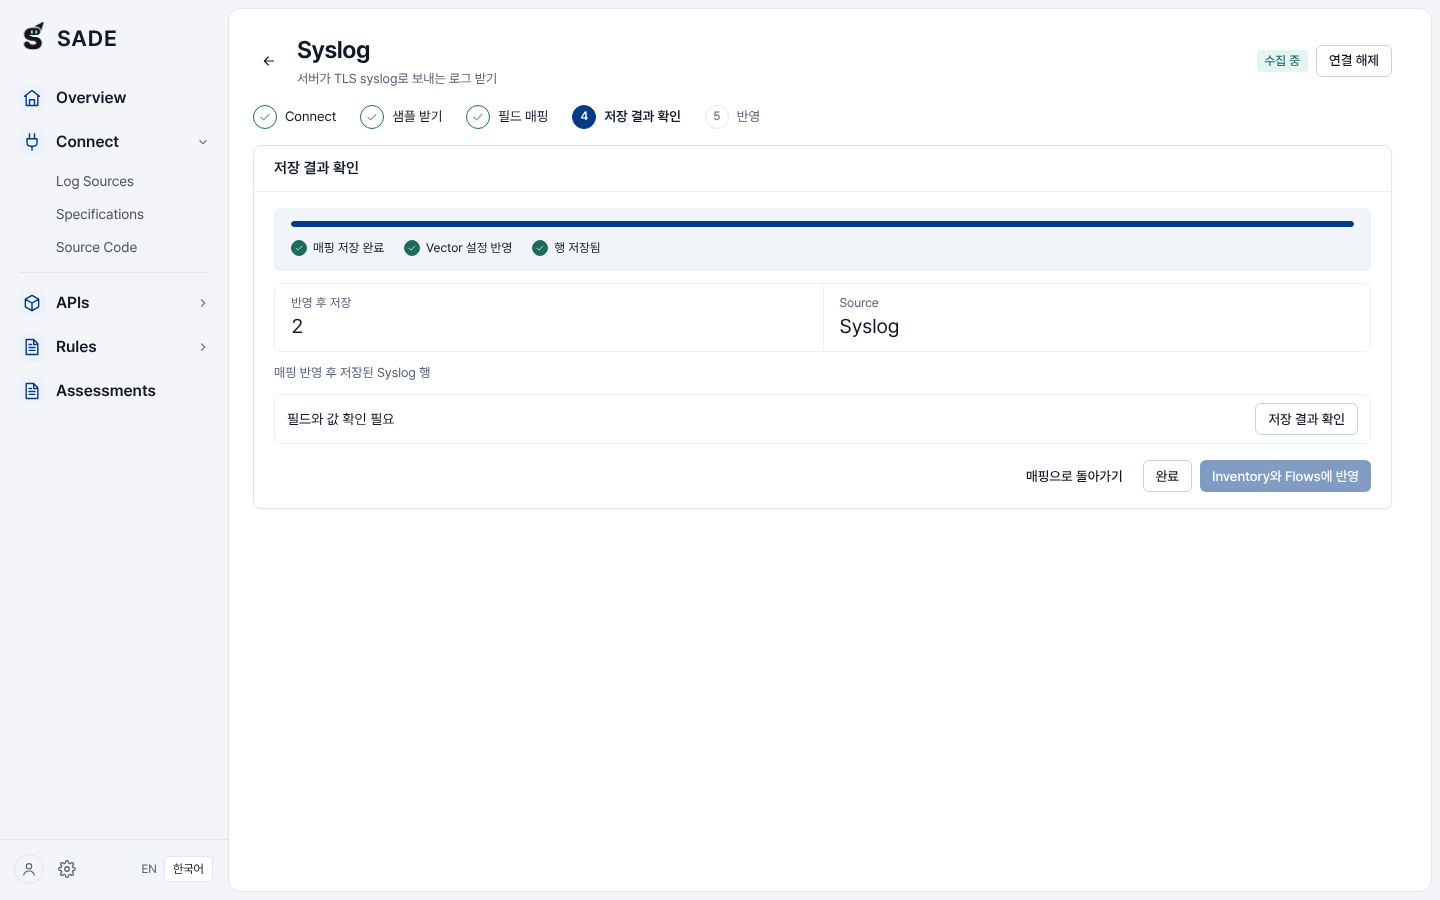 SADE
Overview
Connect
Log Sources
Specifications
Source Code
APIs
Rules
Assessments
EN 한국어
Syslog
서버가 TLS syslog로 보내는 로그 받기
수집 중 연결 해제
Connect 샘플 받기 필드 매핑 4 저장 결과 확인 5 반영
저장 결과 확인
매핑 저장 완료 Vector 설정 반영 행 저장됨
반영 후 저장
2
Source
Syslog
매핑 반영 후 저장된 Syslog 행
필드와 값 확인 필요 저장 결과 확인
매핑으로 돌아가기 완료 Inventory와 Flows에 반영